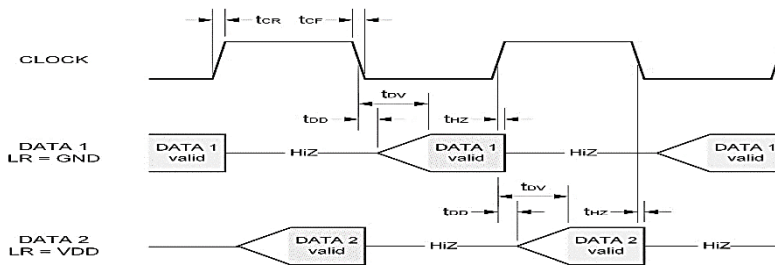 tCR tCF
CLOCK
tDV
tDD tHZ
DATA 1
LR = GND
DATA 1
valid
HiZ
DATA 1
valid
HiZ
DATA 1
valid
tDV
tDD tHZ
DATA 2
LR = VDD
DATA 2
valid
HiZ
DATA 2
valid
HiZ